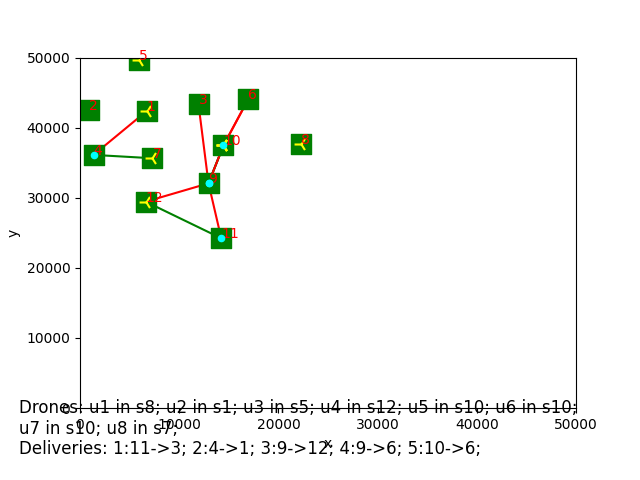 50000
5
2
3
6
40000
10
y
30000
12
11
20000
10000
0
Drones: u1 in s8; u2 in s1; u3 in s5; u4 in s12; u5 in s10; u6 in s10;
0 10000 20000 30000 40000 50000
u7 in s10; u8 in s7;
x
Deliveries: 1:11->3; 2:4->1; 3:9->12; 4:9->6; 5:10->6;